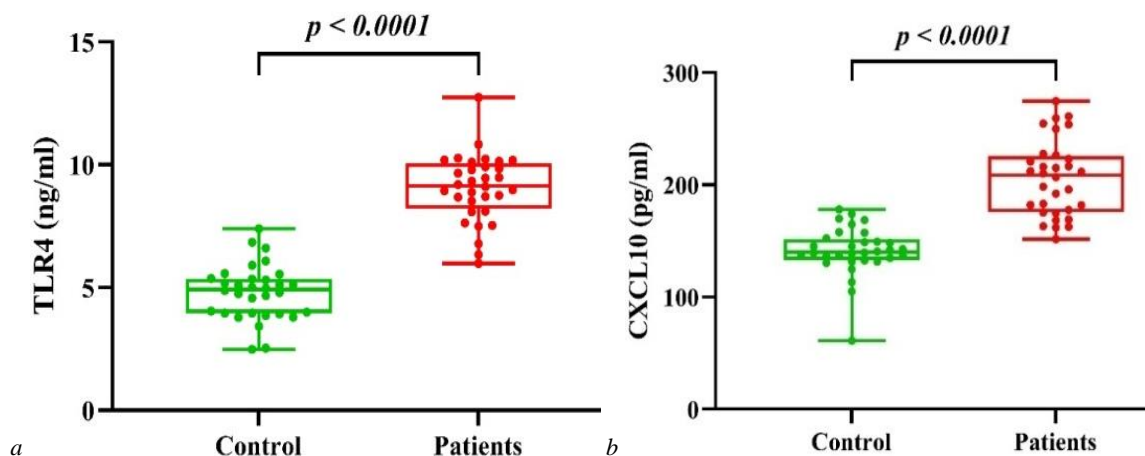 p < 0.0001
15
10
5
0
TLR4 (ng/ml)
Control
Patients
a
p < 0.0001
300
200
100
0
CXCL10 (pg/ml)
Control
Patients
b